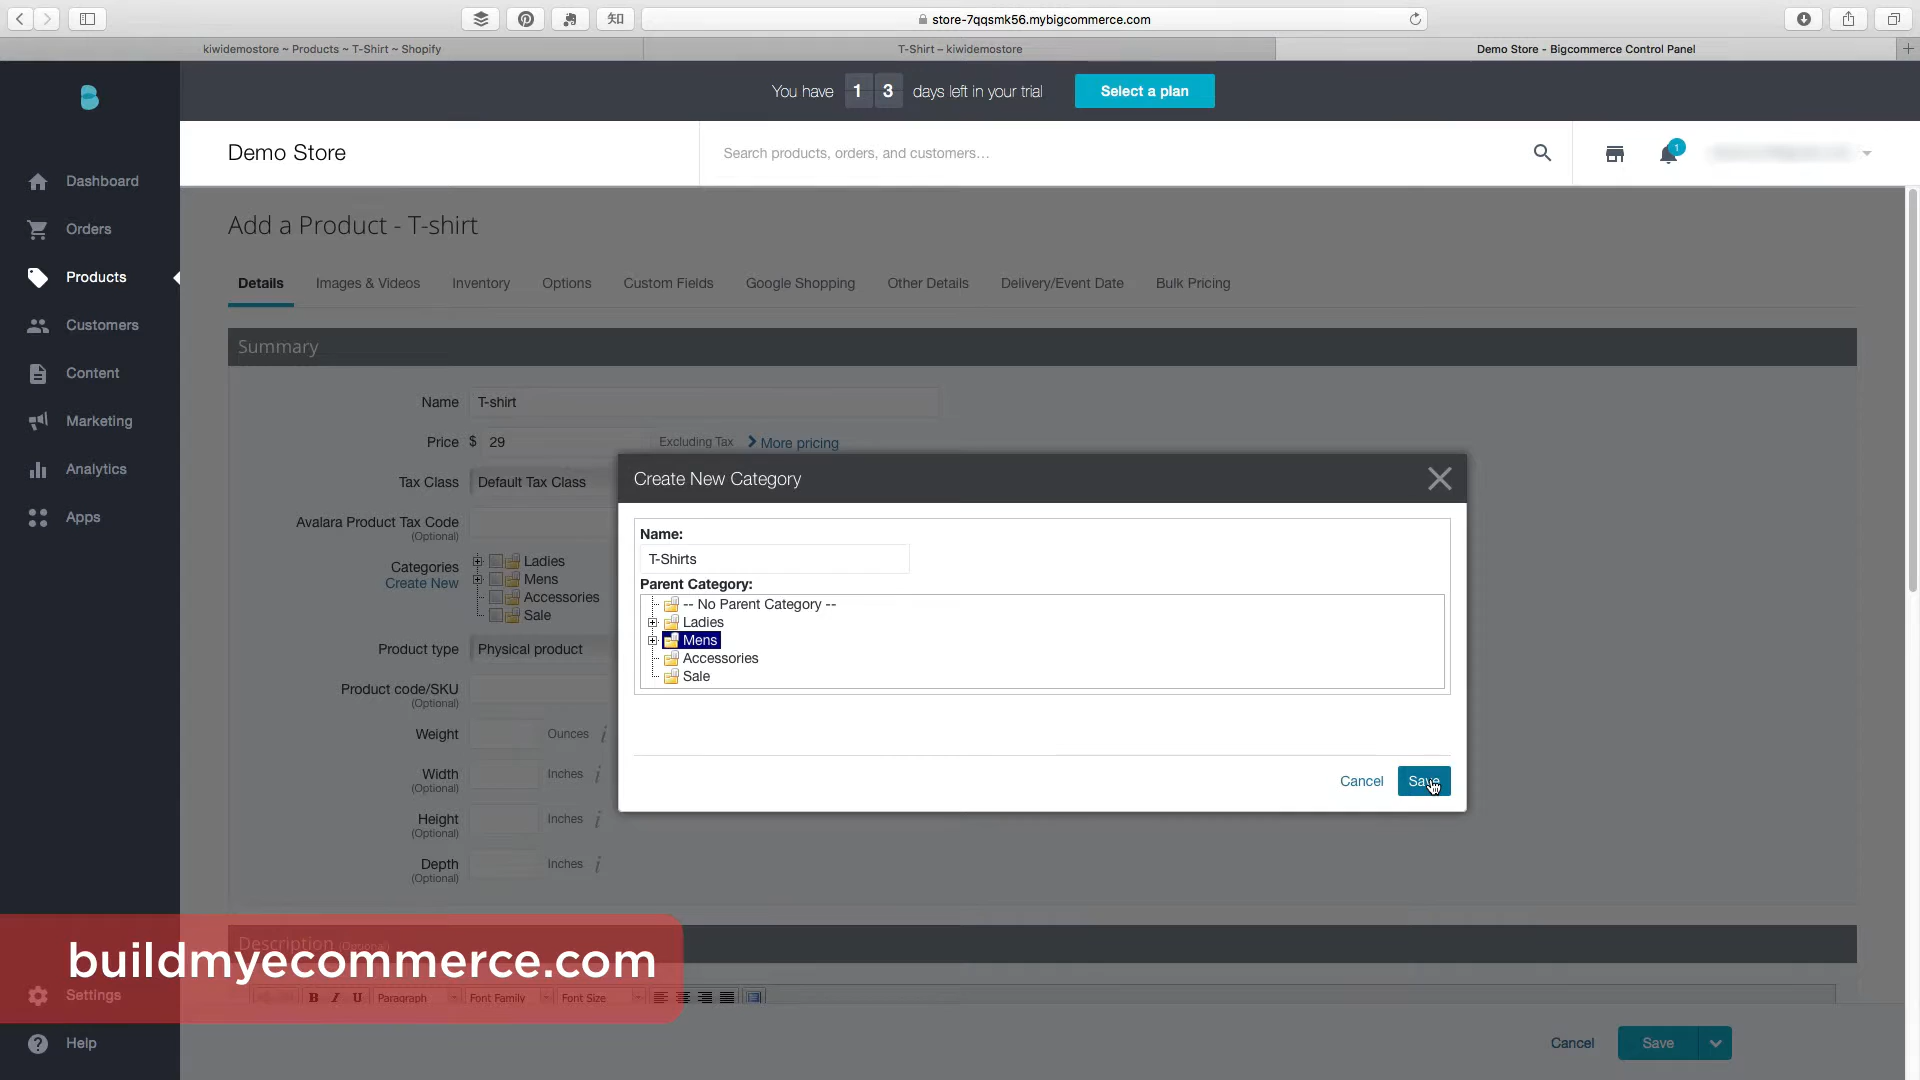 知
store-7qqsmk56.mybigcommerce.com
kiwidemostore ~ Products ~ T-Shirt ~ Shopify
T-Shirt – kiwidemostore
Demo Store - Bigcommerce Control Panel
You have 1 3 days left in your trial
Select a plan
Demo Store
Search products, orders, and customers...
1
Dashboard
Orders
Products
Customers
Content
Marketing
Analytics
Apps
Settings
Help
Add a Product - T-shirt
Details Images & Videos Inventory Options Custom Fields Google Shopping Other Details Delivery/Event Date Bulk Pricing
Summary
Name T-shirt
Price $ 29 Excluding Tax More pricing
Tax Class Default Tax Class
Avalara Product Tax Code
(Optional)
Categories
Create New
Ladies
Mens
Accessories
Sale
Product type Physical product
Product code/SKU
(Optional)
Weight Ounces
Width Inches
(Optional)
Height Inches
(Optional)
Depth Inches
(Optional)
Create New Category
Name:
T-Shirts
Parent Category:
-- No Parent Category --
Ladies
Mens
Accessories
Sale
Cancel Save
Description (Optional)
buildmyecommerce.com
B I U Paragraph Font Family Font Size
Cancel Save